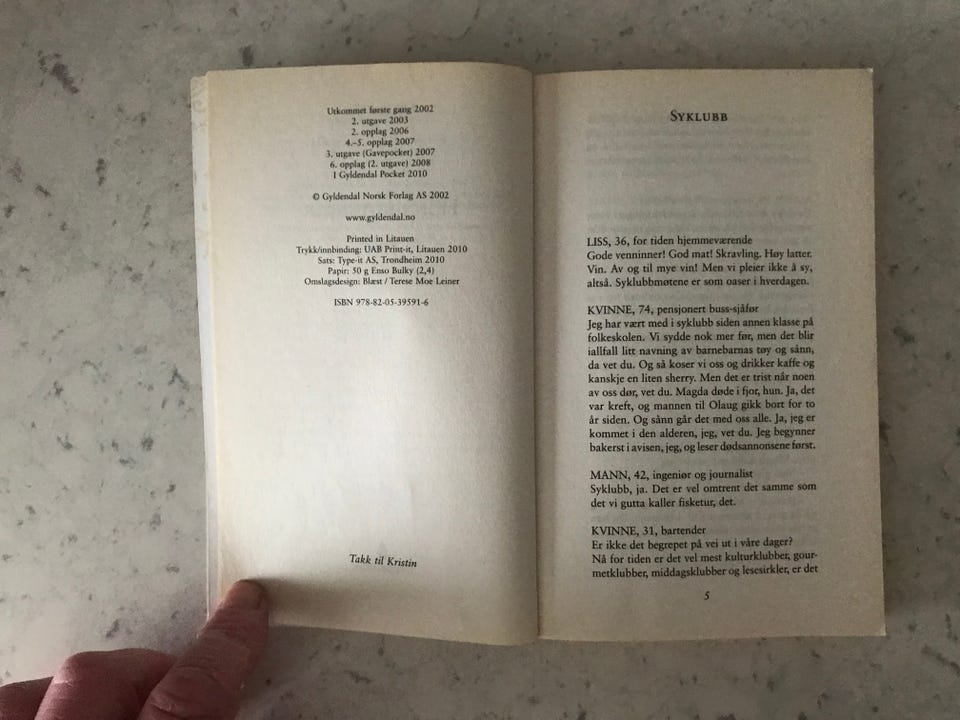 Utkommet første gang 2002
2. utgave 2003
2. opplag 2006
4.–5. opplag 2007
3. utgave (Gavepocket) 2007
6. opplag (2. utgave) 2008
I Gyldendal Pocket 2010
© Gyldendal Norsk Forlag AS 2002
www.gyldendal.no
Printed in Litauen
Trykk/innbinding: UAB Print-it, Litauen 2010
Sats: Type-it AS, Trondheim 2010
Papir: 50 g Enso Bulky (2,4)
Omslagsdesign: Blæst / Terese Moe Leiner
ISBN 978-82-05-39591-6
Takk til Kristin
SYKLUBB
LISS, 36, for tiden hjemmeværende
Gode venninner! God mat! Skravling. Høy latter.
Vin. Av og til mye vin! Men vi pleier ikke å sy,
altså. Syklubbmøtene er som oaser i hverdagen.
KVINNE, 74, pensjonert buss-sjåfør
Jeg har vært med i syklubb siden annen klasse på
folkeskolen. Vi sydde nok mer før, men det blir
iallfall litt navning av barnebarnas tøy og sånn,
da vet du. Og så koser vi oss og drikker kaffe og
kanskje en liten sherry. Men det er trist når noen
av oss dør, vet du. Magda døde i fjor, hun. Ja, det
var kreft, og mannen til Olaug gikk bort for to
år siden. Og sånn går det med oss alle. Ja, jeg er
kommet i den alderen, jeg, vet du. Jeg begynner
bakerst i avisen, jeg, og leser dødsannonsene først.
MANN, 42, ingeniør og journalist
Syklubb, ja. Det er vel omtrent det samme som
det vi gutta kaller fisketur, det.
KVINNE, 31, bartender
Er ikke det begrepet på vei ut i våre dager?
Nå for tiden er det vel mest kulturklubber, gour-
metklubber, middagsklubber og lesesirkler, er det
5